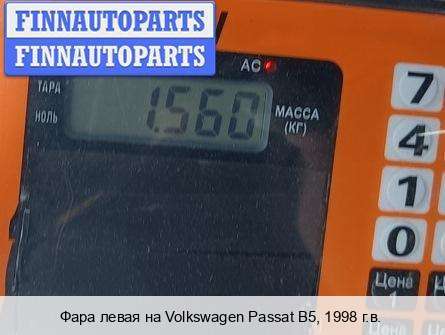 FINNAUTOPARTS
FINNAUTOPARTS
AC
ТАРА
НОЛЬ
1.560
МАССА
(КГ)
7
4
1
0
Цена
1
Цена
Фара левая на Volkswagen Passat B5, 1998 г.в.